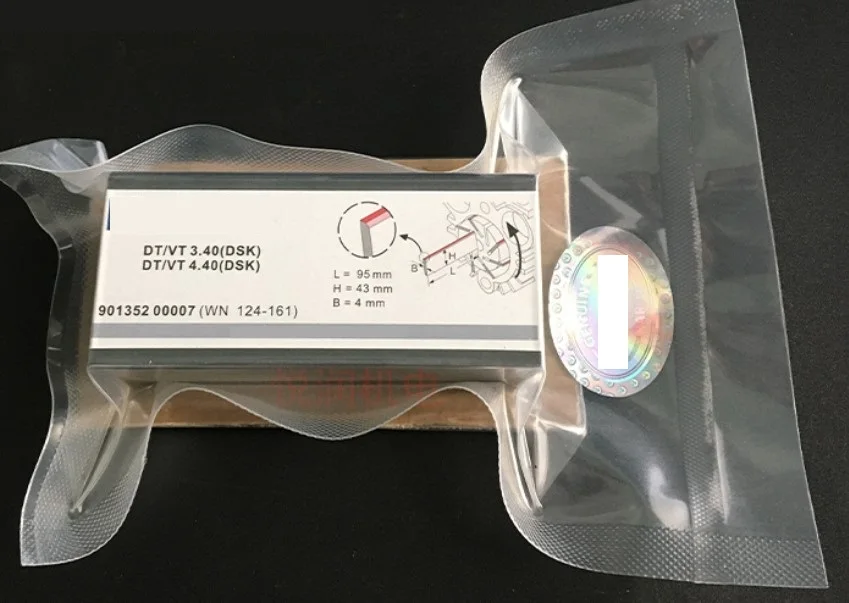 DT/VT 3.40(DSK)
DT/VT 4.40(DSK)
L = 95 mm
H = 43 mm
B = 4 mm
B
H
L
901352 00007 (WN 124-161)